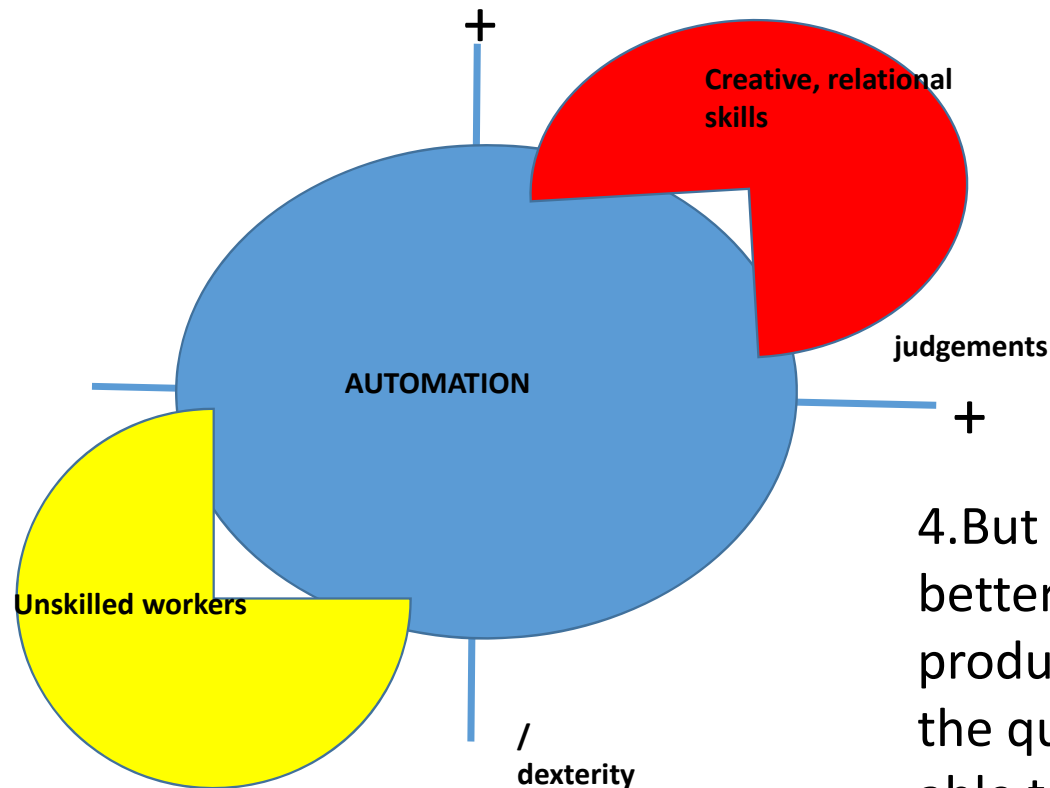 +
Creative, relational
skills
judgements
AUTOMATION
+
Unskilled workers
/
dexterity
4.But
better
produ
the qu